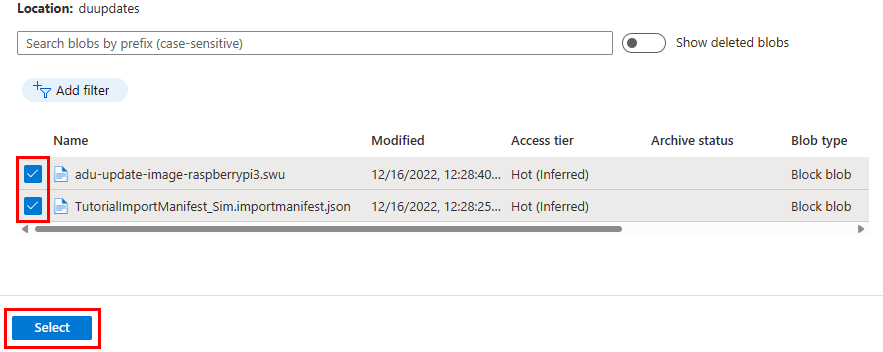 Location: duupdates
Search blobs by prefix (case-sensitive)
Show deleted blobs
Add filter
Name Modified Access tier Archive status Blob type
adu-update-image-raspberrypi3.swu 12/16/2022, 12:28:40... Hot (Inferred) Block blob
TutorialImportManifest_Sim.importmanifest.json 12/16/2022, 12:28:25... Hot (Inferred) Block blob
Select